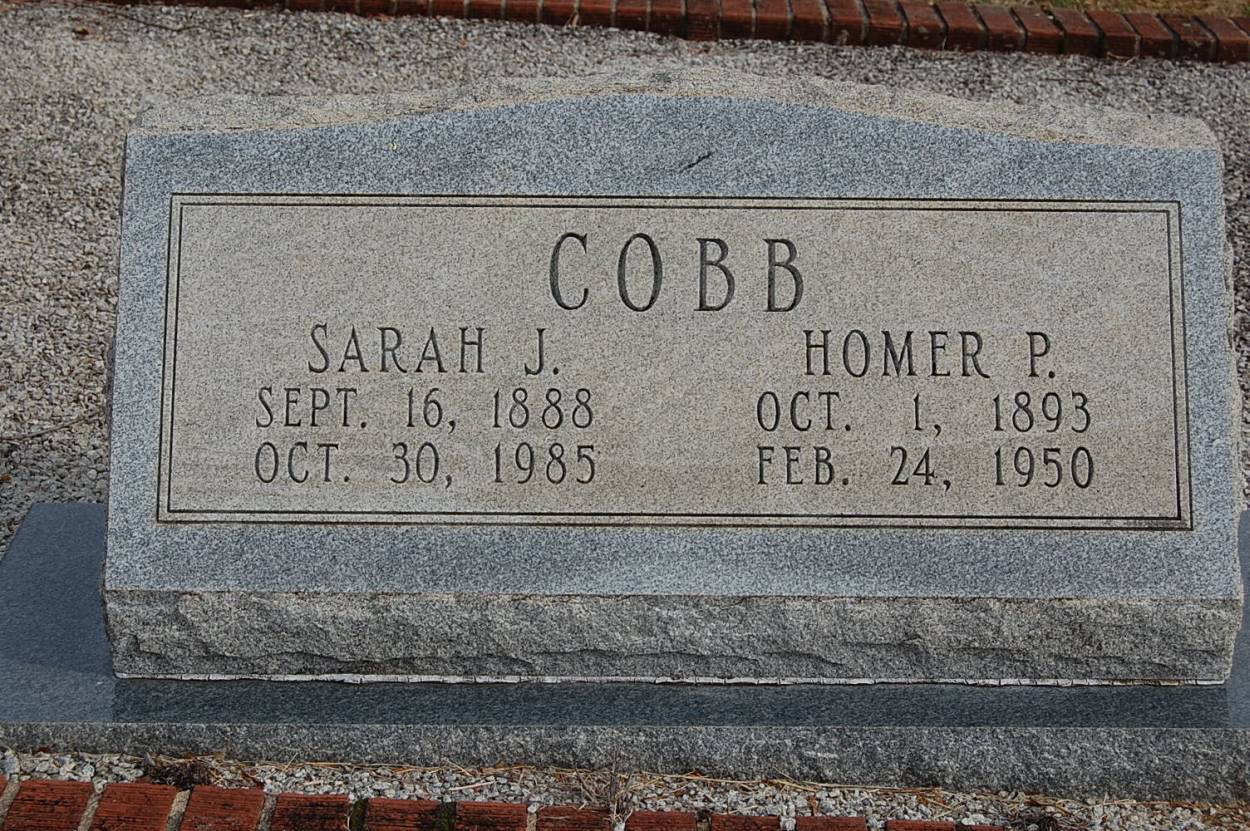 COBB
SARAH J.
SEPT. 16, 1888
OCT. 30, 1985
HOMER P.
OCT. 1, 1893
FEB. 24, 1950